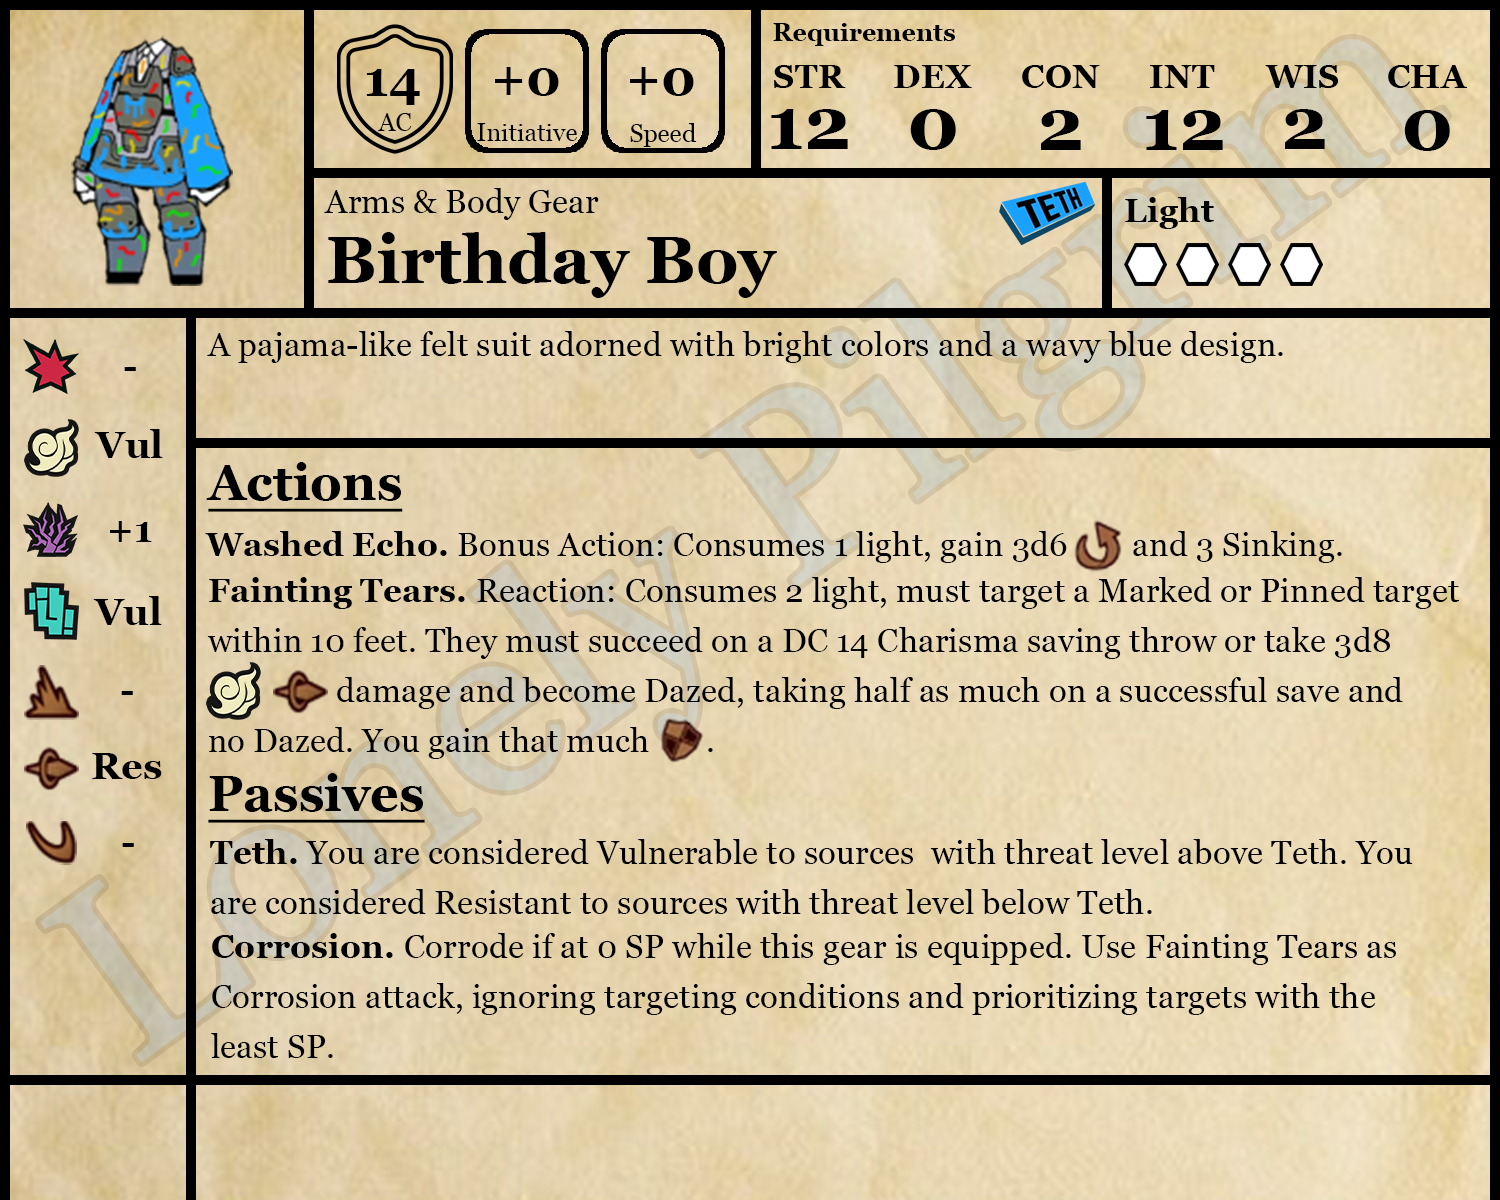 14
AC
+0
Initiative
+0
Speed
Requirements
STR DEX CON INT WIS CHA
12 0 2 12 2 0
Arms & Body Gear
Birthday Boy
TETH
Light
-
Vul
+1
Vul
-
Res
-
A pajama-like felt suit adorned with bright colors and a wavy blue design.
Actions
Washed Echo. Bonus Action: Consumes 1 light, gain 3d6 and 3 Sinking.
Fainting Tears. Reaction: Consumes 2 light, must target a Marked or Pinned target
within 10 feet. They must succeed on a DC 14 Charisma saving throw or take 3d8
damage and become Dazed, taking half as much on a successful save and
no Dazed. You gain that much .
Passives
Teth. You are considered Vulnerable to sources  with threat level above Teth. You
are considered Resistant to sources with threat level below Teth.
Corrosion. Corrode if at 0 SP while this gear is equipped. Use Fainting Tears as
Corrosion attack, ignoring targeting conditions and prioritizing targets with the
least SP.
Lonely Pilgrim